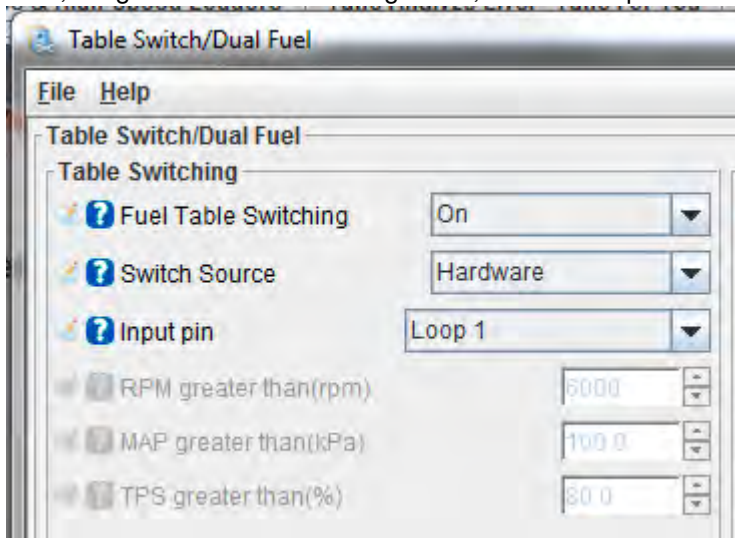 Table Switch/Dual Fuel
File Help
Table Switch/Dual Fuel
Table Switching
Fuel Table Switching On
Switch Source Hardware
Input pin Loop 1
RPM greater than(rpm) 6000
MAP greater than(kPa) 100.0
TPS greater than(%) 80.0